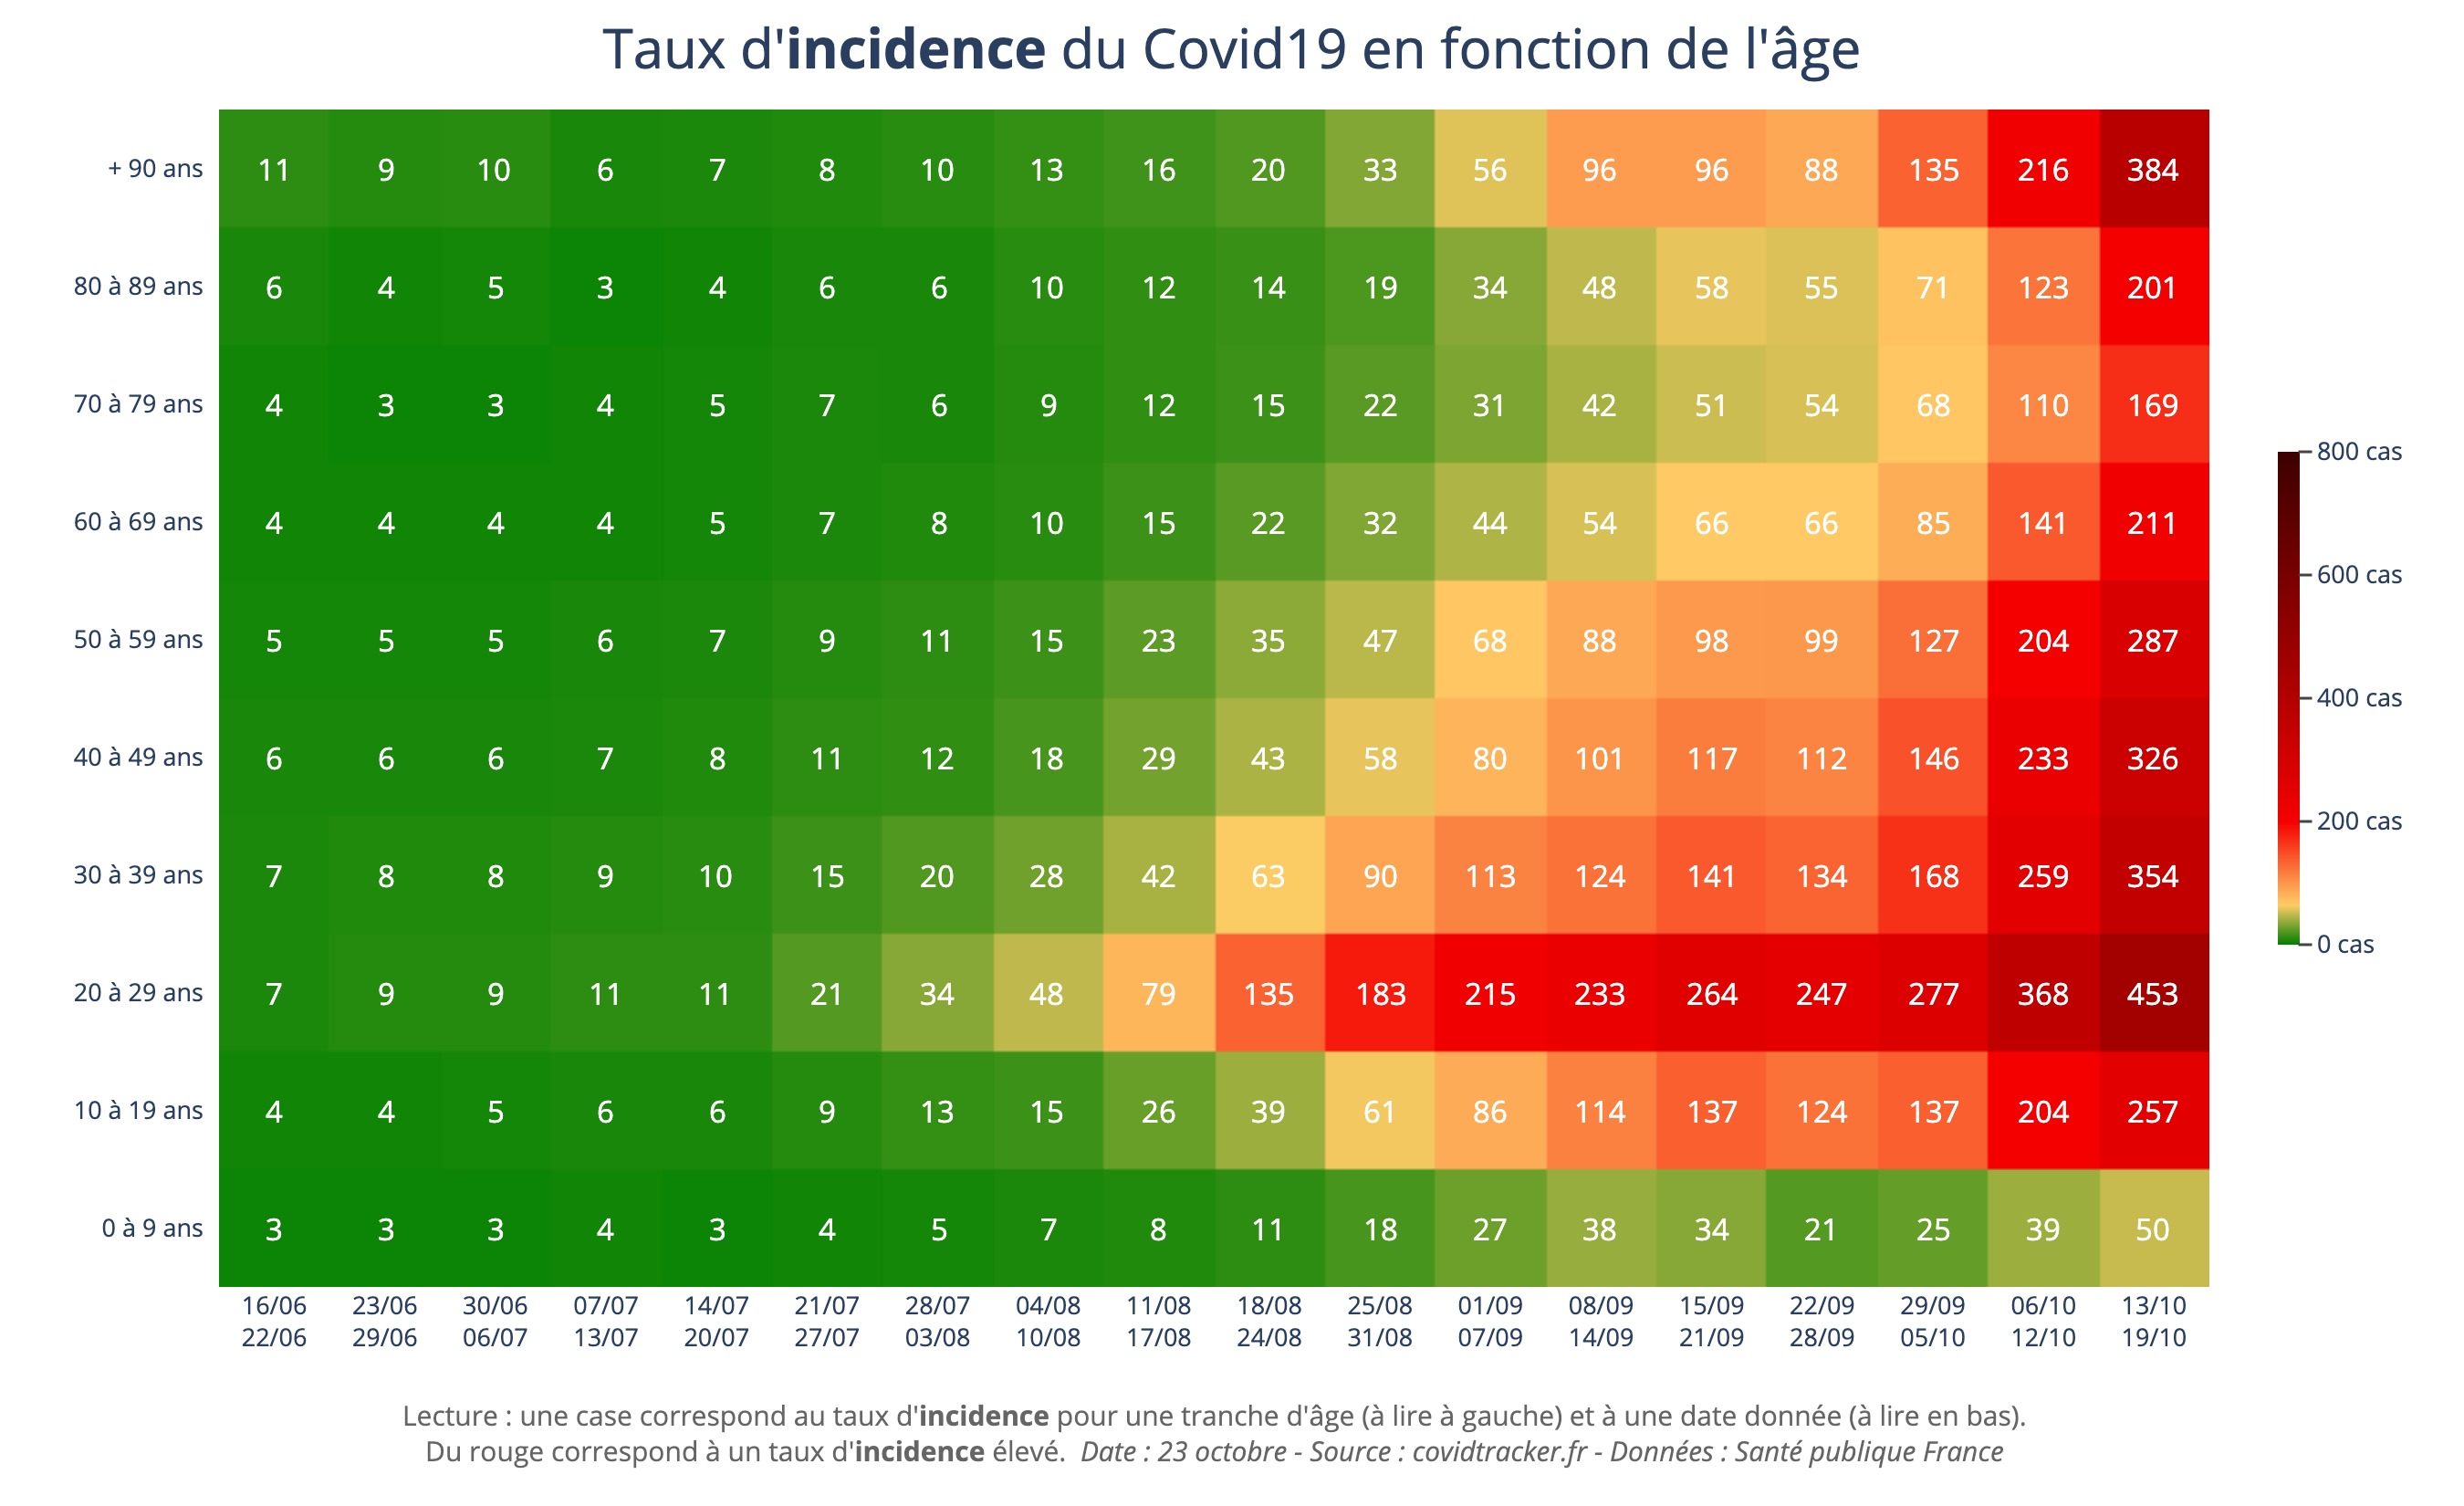 Taux d'incidence du Covid19 en fonction de l'âge
+ 90 ans 11 9 10 6 7 8 10 13 16 20 33 56 96 96 88 135 216 384
80 à 89 ans 6 4 5 3 4 6 6 10 12 14 19 34 48 58 55 71 123 201
70 à 79 ans 4 3 3 4 5 7 6 9 12 15 22 31 42 51 54 68 110 169
60 à 69 ans 4 4 4 4 5 7 8 10 15 22 32 44 54 66 66 85 141 211
50 à 59 ans 5 5 5 6 7 9 11 15 23 35 47 68 88 98 99 127 204 287
40 à 49 ans 6 6 6 7 8 11 12 18 29 43 58 80 101 117 112 146 233 326
30 à 39 ans 7 8 8 9 10 15 20 28 42 63 90 113 124 141 134 168 259 354
20 à 29 ans 7 9 9 11 11 21 34 48 79 135 183 215 233 264 247 277 368 453
10 à 19 ans 4 4 5 6 6 9 13 15 26 39 61 86 114 137 124 137 204 257
0 à 9 ans 3 3 3 4 3 4 5 7 8 11 18 27 38 34 21 25 39 50
16/06 23/06 30/06 07/07 14/07 21/07 28/07 04/08 11/08 18/08 25/08 01/09 08/09 15/09 22/09 29/09 06/10 13/10
22/06 29/06 06/07 13/07 20/07 27/07 03/08 10/08 17/08 24/08 31/08 07/09 14/09 21/09 28/09 05/10 12/10 19/10
800 cas
600 cas
400 cas
200 cas
0 cas
Lecture : une case correspond au taux d'incidence pour une tranche d'âge (à lire à gauche) et à une date donnée (à lire en bas).
Du rouge correspond à un taux d'incidence élevé. Date : 23 octobre - Source : covidtracker.fr - Données : Santé publique France